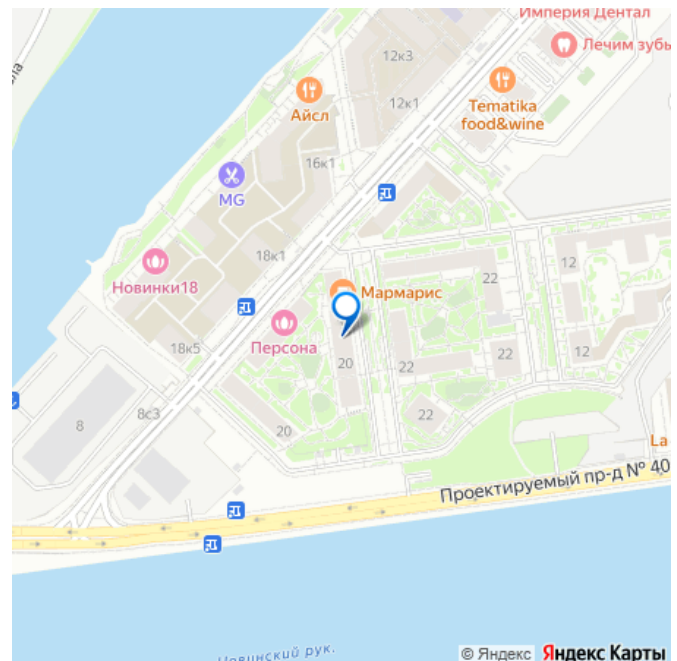 Империя Дентал
Лечим зубы
12к3
Айсл
Tematika
food&wine
12к1
16к1
MG
18к1
Новинки18
Мармарис
22
12
Персона
18к5
20
22
22
12
8с3
8
20
22
La
Проектируемый пр-д № 40
Новинский рук.
© Яндекс Яндекс Карты